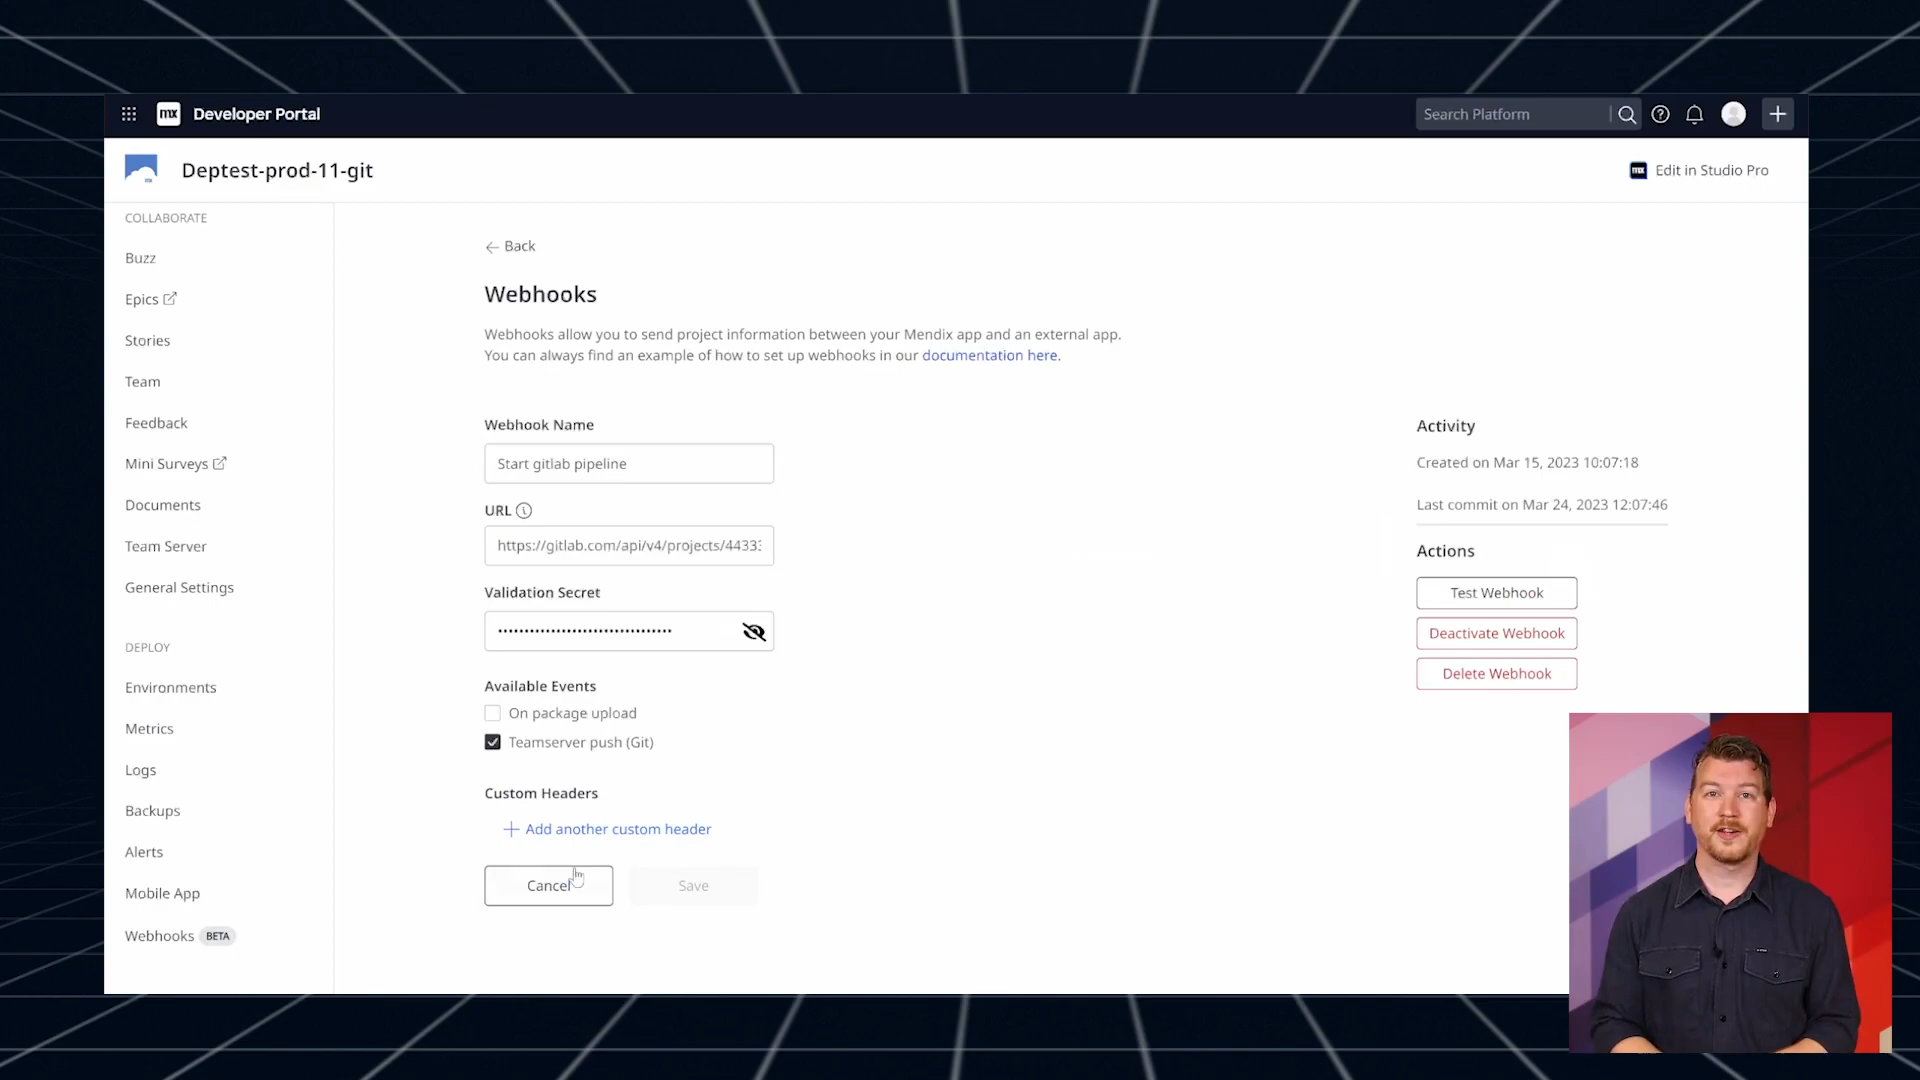 mx Developer Portal
Search Platform
Deptest-prod-11-git
mx Edit in Studio Pro
COLLABORATE
Buzz
Epics
Stories
Team
Feedback
Mini Surveys
Documents
Team Server
General Settings
DEPLOY
Environments
Metrics
Logs
Backups
Alerts
Mobile App
Webhooks BETA
Back
Webhooks
Webhooks allow you to send project information between your Mendix app and an external app.
You can always find an example of how to set up webhooks in our documentation here.
Webhook Name
Start gitlab pipeline
URL
https://gitlab.com/api/v4/projects/4433
Validation Secret
Available Events
On package upload
Teamserver push (Git)
Custom Headers
Add another custom header
Cancel
Save
Activity
Created on Mar 15, 2023 10:07:18
Last commit on Mar 24, 2023 12:07:46
Actions
Test Webhook
Deactivate Webhook
Delete Webhook